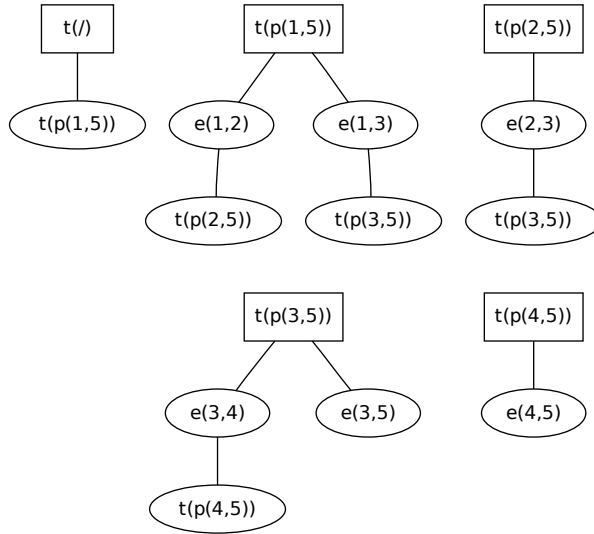 t(/)
t(p(1,5))
t(p(2,5))
t(p(1,5))
e(1,2)
e(1,3)
e(2,3)
t(p(2,5))
t(p(3,5))
t(p(3,5))
t(p(3,5))
t(p(4,5))
e(3,4)
e(3,5)
e(4,5)
t(p(4,5))